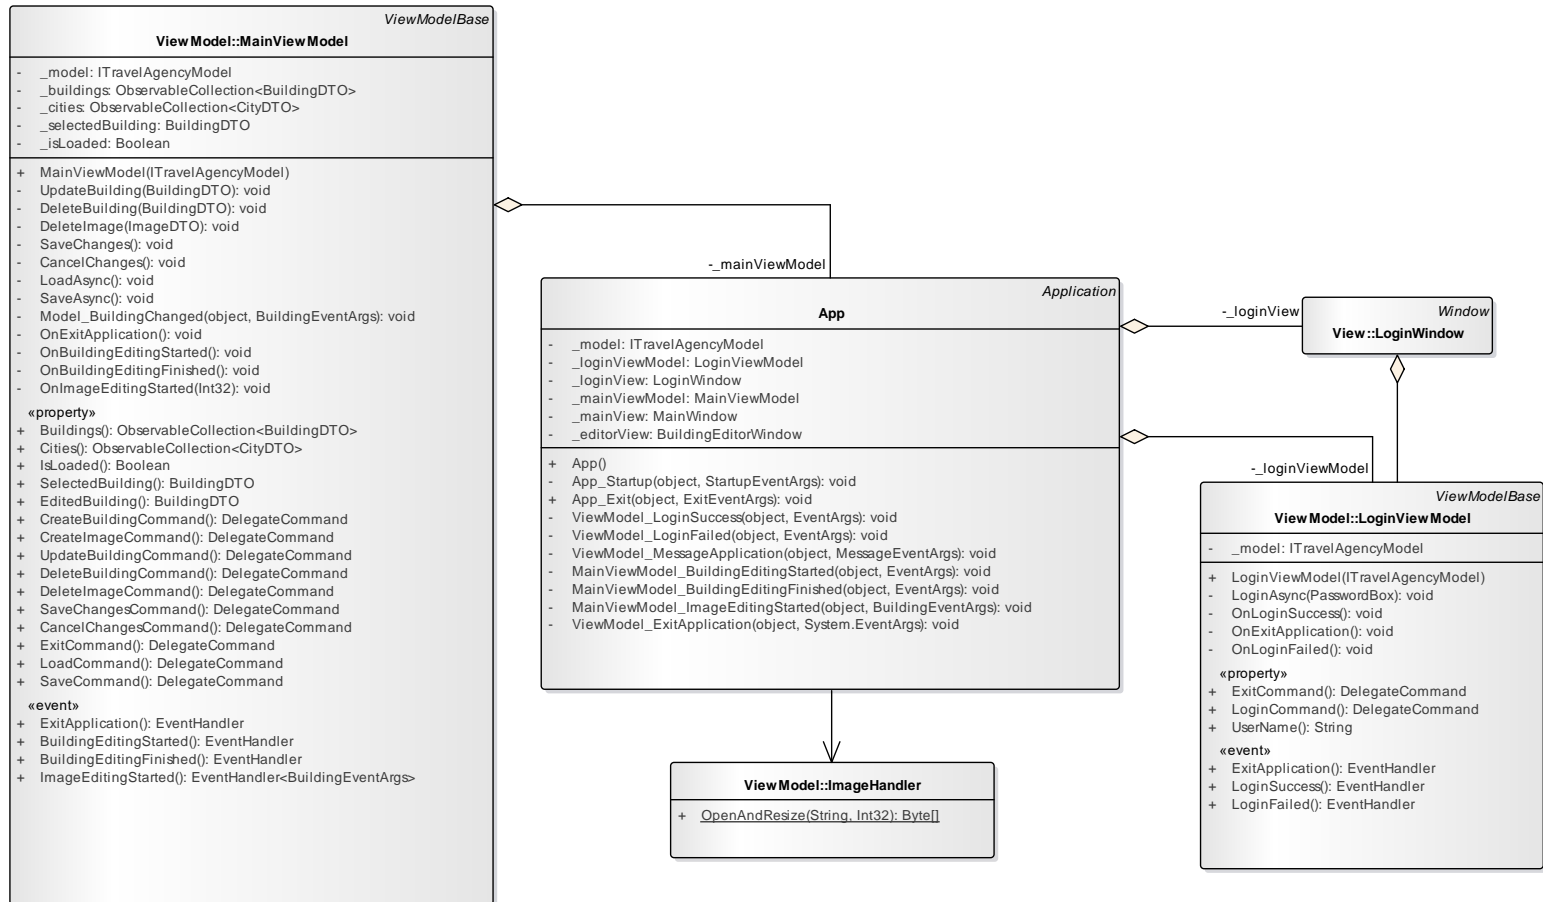 ViewModelBase
View Model::MainViewModel
- _model: ITravelAgencyModel
- _buildings: ObservableCollection<BuildingDTO>
- _cities: ObservableCollection<CityDTO>
- _selectedBuilding: BuildingDTO
- _isLoaded: Boolean
+ MainViewModel(ITravelAgencyModel)
- UpdateBuilding(BuildingDTO): void
- DeleteBuilding(BuildingDTO): void
- DeleteImage(ImageDTO): void
- SaveChanges(): void
- CancelChanges(): void
- LoadAsync(): void
- SaveAsync(): void
- Model_BuildingChanged(object, BuildingEventArgs): void
- OnExitApplication(): void
- OnBuildingEditingStarted(): void
- OnBuildingEditingFinished(): void
- OnImageEditingStarted(Int32): void
«property»
+ Buildings(): ObservableCollection<BuildingDTO>
+ Cities(): ObservableCollection<CityDTO>
+ IsLoaded(): Boolean
+ SelectedBuilding(): BuildingDTO
+ EditedBuilding(): BuildingDTO
+ CreateBuildingCommand(): DelegateCommand
+ CreateImageCommand(): DelegateCommand
+ UpdateBuildingCommand(): DelegateCommand
+ DeleteBuildingCommand(): DelegateCommand
+ DeleteImageCommand(): DelegateCommand
+ SaveChangesCommand(): DelegateCommand
+ CancelChangesCommand(): DelegateCommand
+ ExitCommand(): DelegateCommand
+ LoadCommand(): DelegateCommand
+ SaveCommand(): DelegateCommand
«event»
+ ExitApplication(): EventHandler
+ BuildingEditingStarted(): EventHandler
+ BuildingEditingFinished(): EventHandler
+ ImageEditingStarted(): EventHandler<BuildingEventArgs>
-_mainViewModel
Application
App
- _model: ITravelAgencyModel
- _loginViewModel: LoginViewModel
- _loginView: LoginWindow
- _mainViewModel: MainViewModel
- _mainView: MainWindow
- _editorView: BuildingEditorWindow
+ App()
- App_Startup(object, StartupEventArgs): void
+ App_Exit(object, ExitEventArgs): void
- ViewModel_LoginSuccess(object, EventArgs): void
- ViewModel_LoginFailed(object, EventArgs): void
- ViewModel_MessageApplication(object, MessageEventArgs): void
- MainViewModel_BuildingEditingStarted(object, EventArgs): void
- MainViewModel_BuildingEditingFinished(object, EventArgs): void
- MainViewModel_ImageEditingStarted(object, BuildingEventArgs): void
- ViewModel_ExitApplication(object, System.EventArgs): void
View Model::ImageHandler
+ OpenAndResize(String, Int32): Byte[]
-_loginView
Window
View::LoginWindow
-_loginViewModel
ViewModelBase
View Model::LoginViewModel
- _model: ITravelAgencyModel
+ LoginViewModel(ITravelAgencyModel)
- LoginAsync(PasswordBox): void
- OnLoginSuccess(): void
- OnExitApplication(): void
- OnLoginFailed(): void
«property»
+ ExitCommand(): DelegateCommand
+ LoginCommand(): DelegateCommand
+ UserName(): String
«event»
+ ExitApplication(): EventHandler
+ LoginSuccess(): EventHandler
+ LoginFailed(): EventHandler